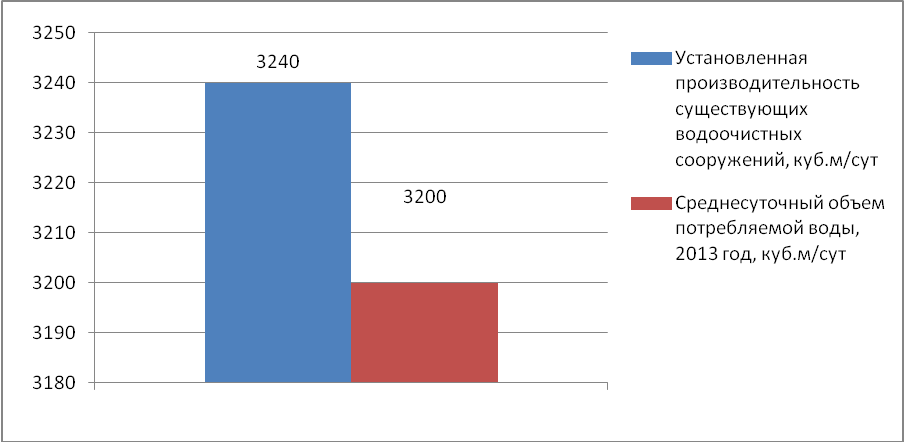 3250
3240
3230
3220
3210
3200
3190
3180
3240
3200
Установленная
производительность
существующих
водоочистных
сооружений, куб.м/сут
Среднесуточный объем
потребляемой воды,
2013 год, куб.м/сут